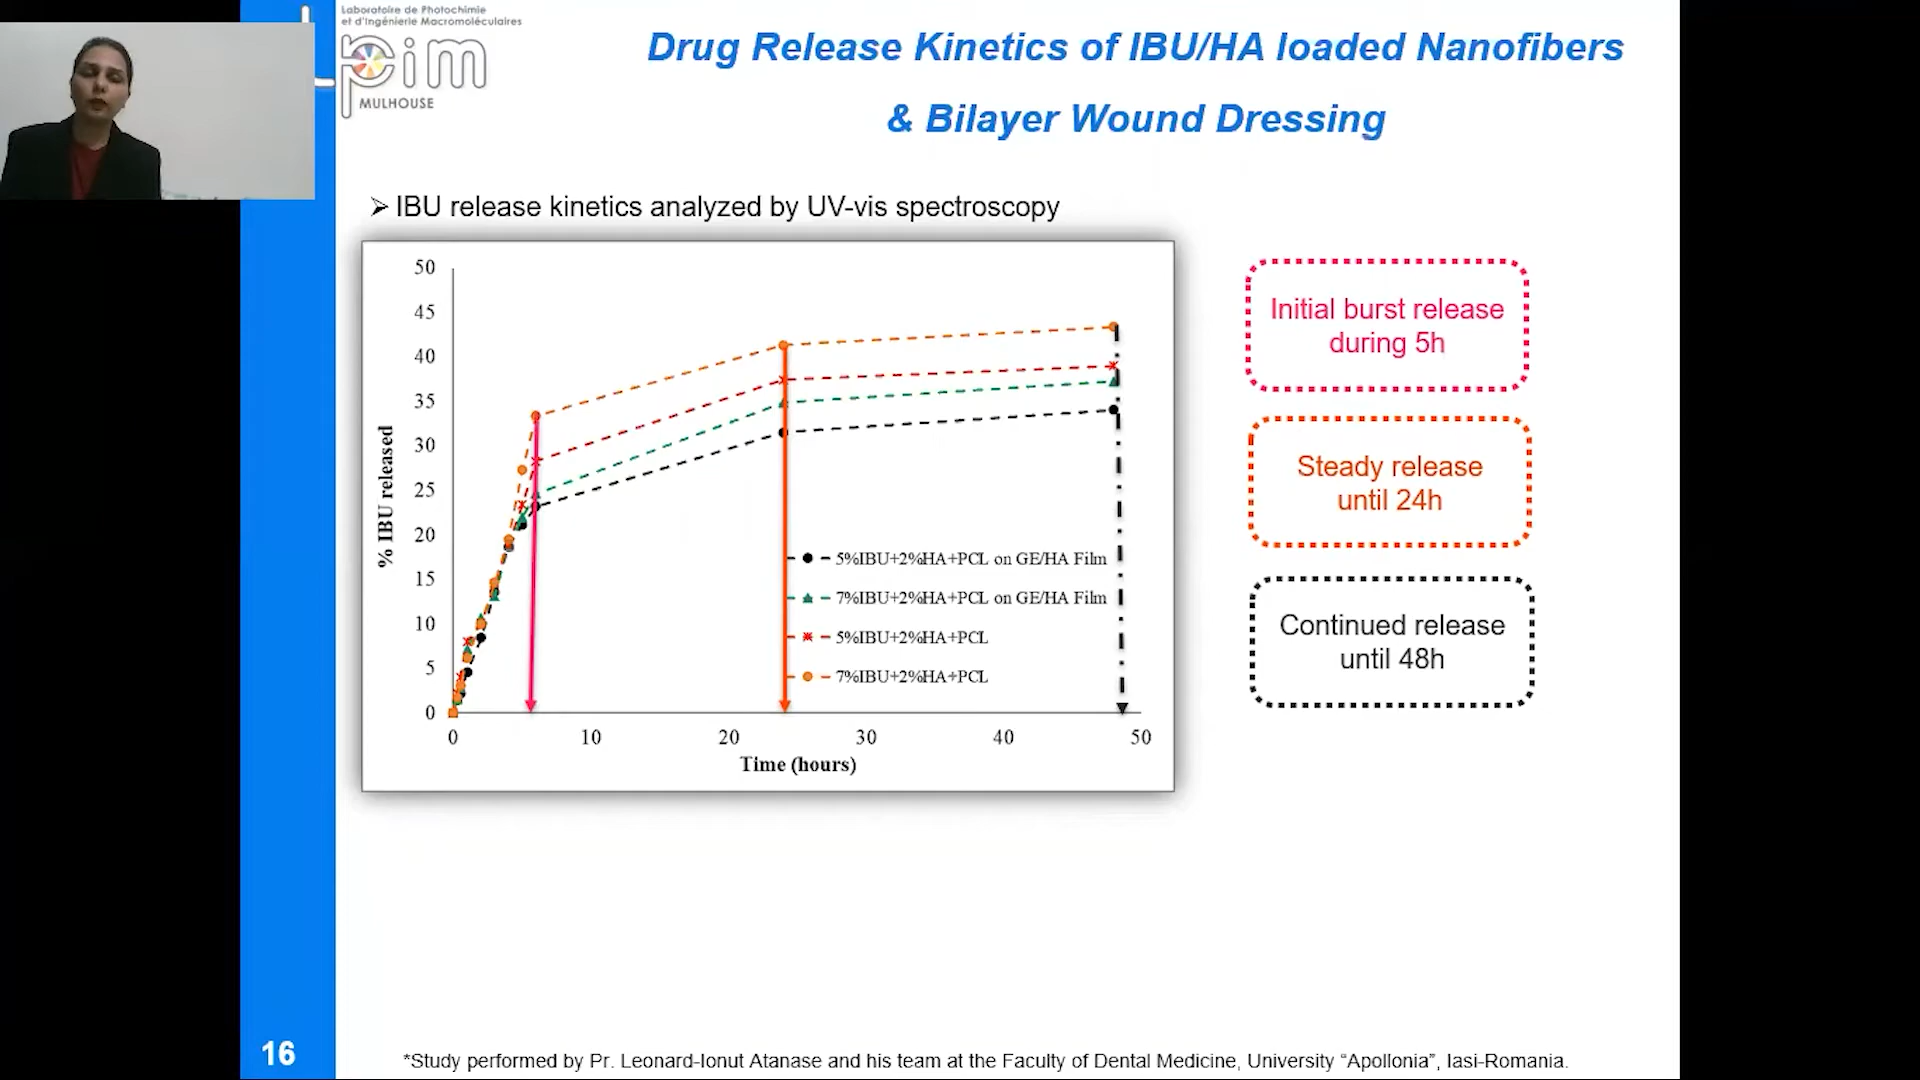 Laboratoire de Photochimie
et d'Ingénierie Macromoléculaires
pim
MULHOUSE
Drug Release Kinetics of IBU/HA loaded Nanofibers
& Bilayer Wound Dressing
➢ IBU release kinetics analyzed by UV-vis spectroscopy
50
45
40
35
30
25
20
15
10
5
0
% IBU released
0 10 20 30 40 50
Time (hours)
5%IBU+2%HA+PCL on GE/HA Film
7%IBU+2%HA+PCL on GE/HA Film
5%IBU+2%HA+PCL
7%IBU+2%HA+PCL
Initial burst release
during 5h
Steady release
until 24h
Continued release
until 48h
16
*Study performed by Pr. Leonard-Ionut Atanase and his team at the Faculty of Dental Medicine, University “Apollonia”, Iasi-Romania.